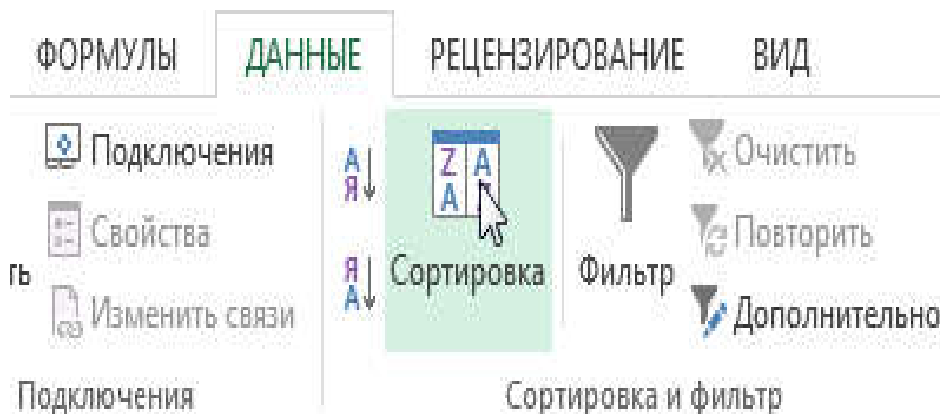 ФОРМУЛЫ ДАННЫЕ РЕЦЕНЗИРОВАНИЕ ВИД
Подключения
Свойства
ть
Изменить связи
Подключения
А
Я
Я
А
Z A
A
Сортировка
Фильтр
Очистить
Повторить
Дополнительно
Сортировка и фильтр